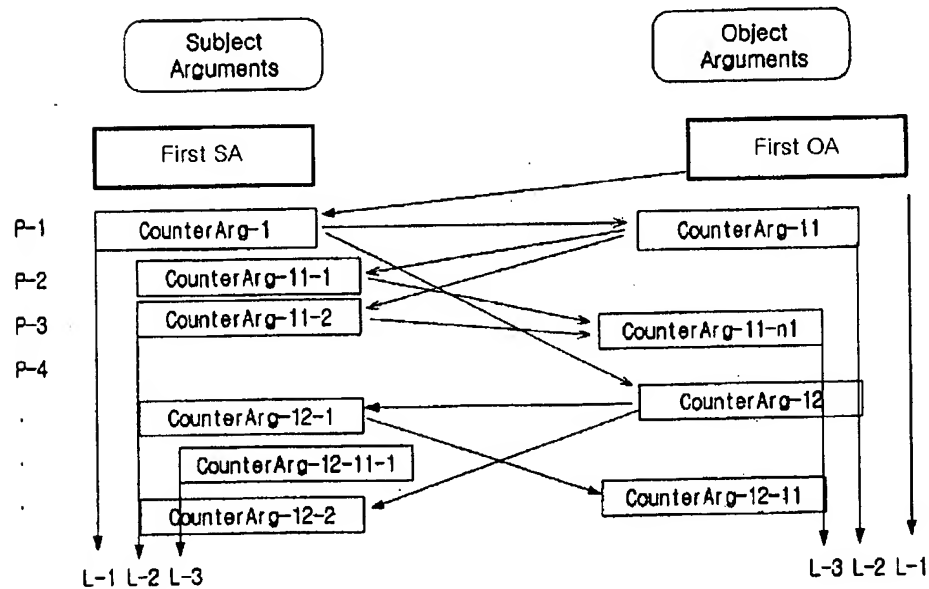 Subject
Arguments
Object
Arguments
First SA
First OA
P-1
CounterArg-1
CounterArg-11
P-2
CounterArg-11-1
P-3
CounterArg-11-2
CounterArg-11-n1
P-4
CounterArg-12-1
CounterArg-12
CounterArg-12-11-1
CounterArg-12-11
CounterArg-12-2
L-1 L-2 L-3
L-3 L-2 L-1